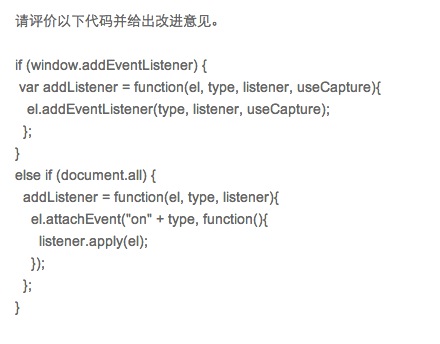 请评价以下代码并给出改进意见。
if (window.addEventListener) {
var addListener = function(el, type, listener, useCapture){
el.addEventListener(type, listener, useCapture);
};
}
else if (document.all) {
addListener = function(el, type, listener){
el.attachEvent("on" + type, function(){
listener.apply(el);
});
};
}